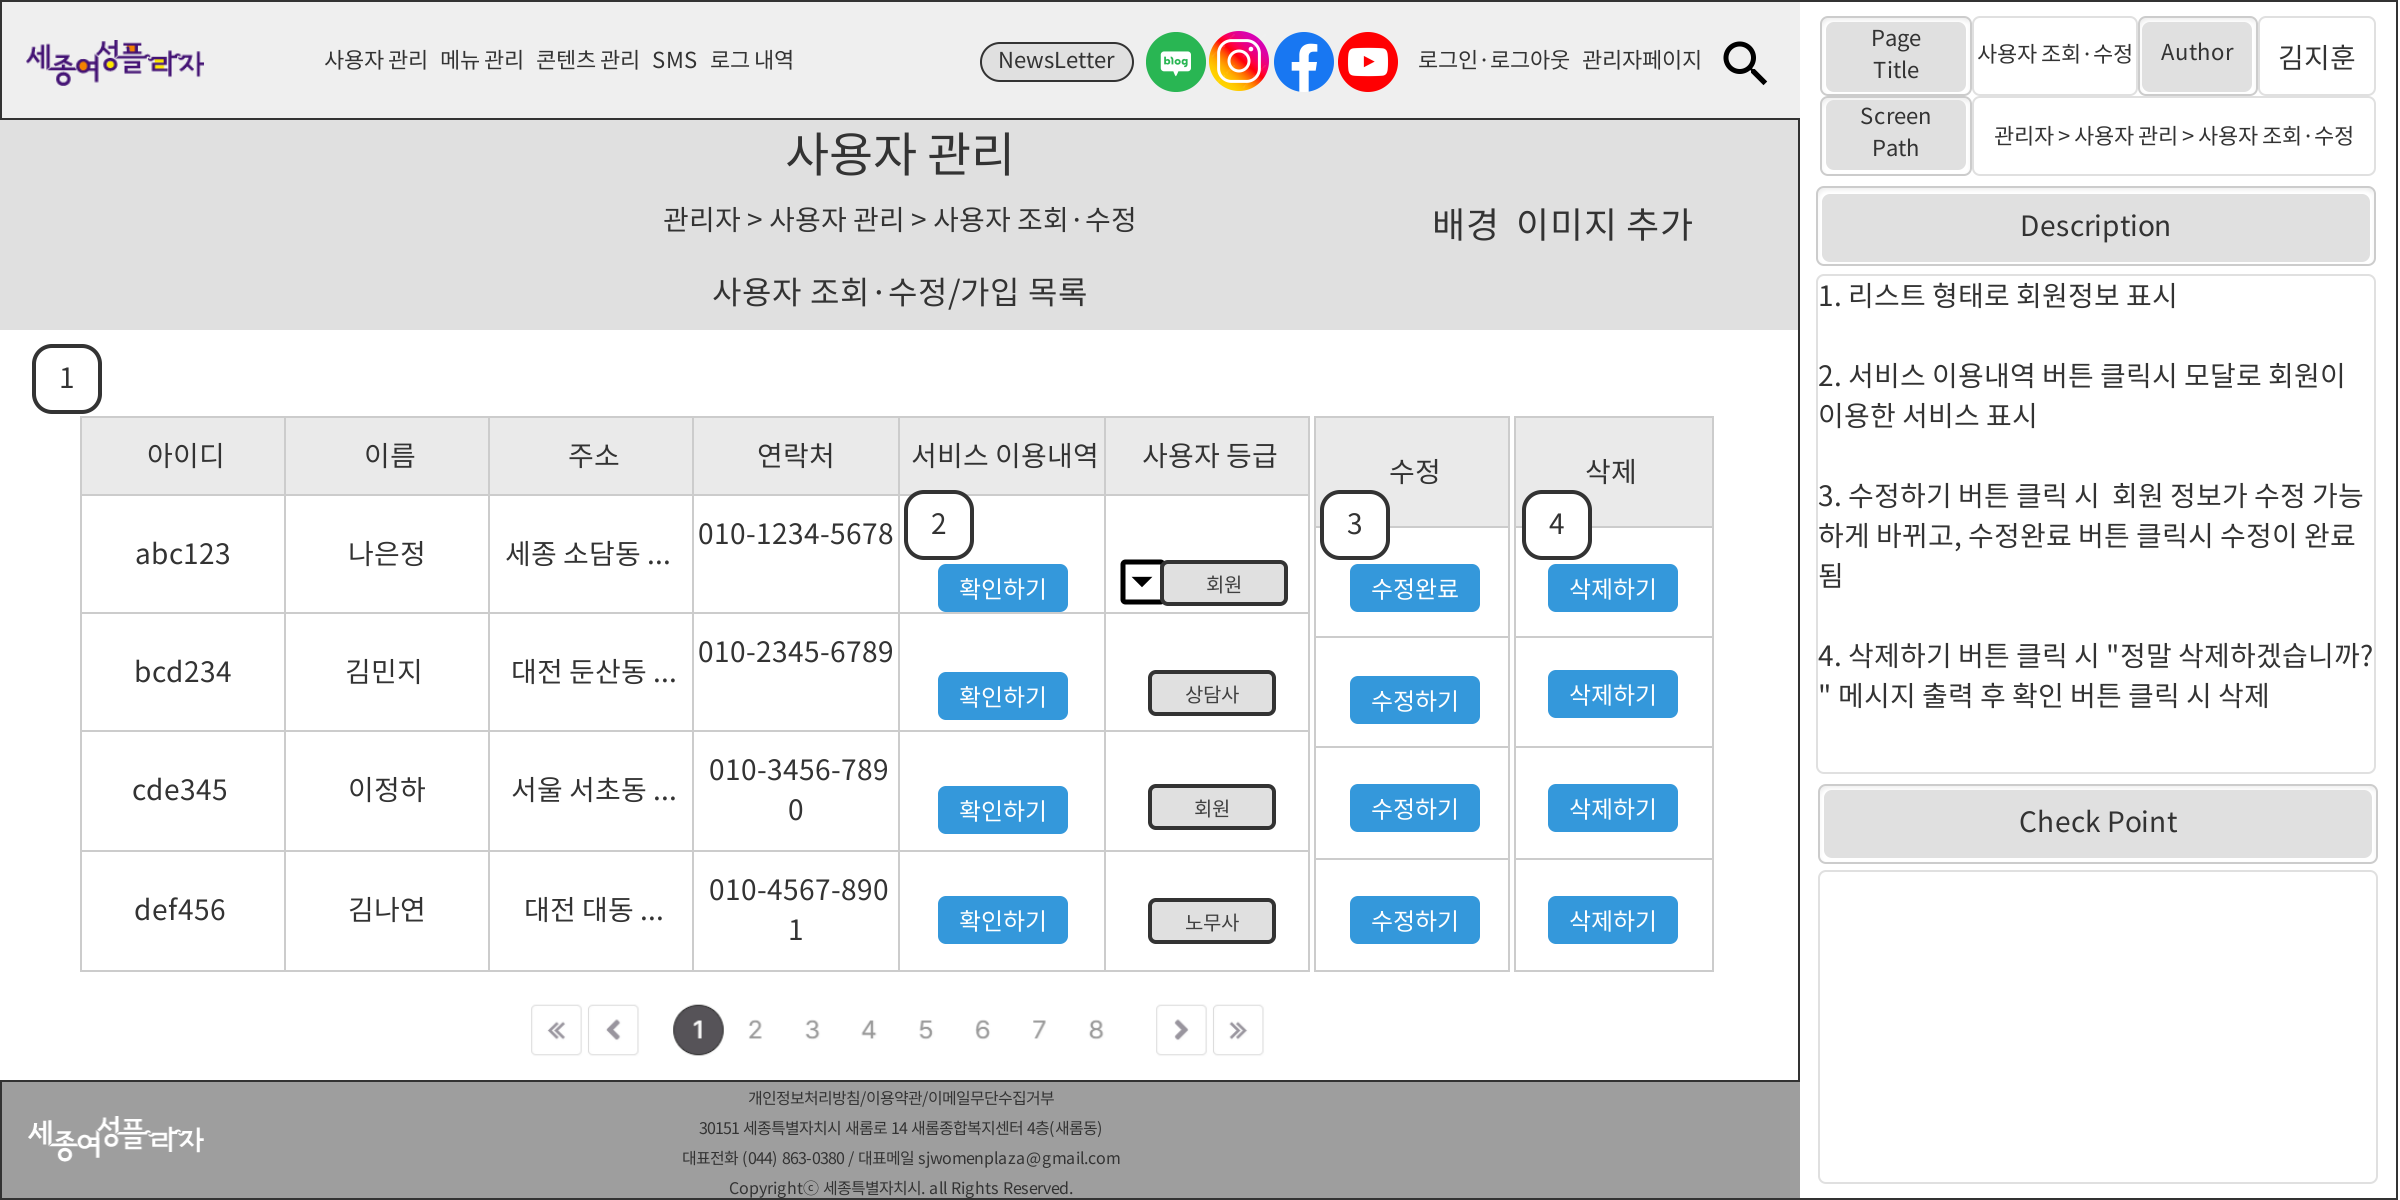 세종여성플라자
사용자 관리 메뉴 관리 콘텐츠 관리 SMS 로그 내역
NewsLetter
blog
로그인·로그아웃 관리자페이지
사용자 관리
관리자 > 사용자 관리 > 사용자 조회·수정
배경 이미지 추가
사용자 조회·수정/가입 목록
1
아이디 이름 주소 연락처 서비스 이용내역 사용자 등급 수정 삭제
2 3 4
abc123 나은정 세종 소담동 ... 010-1234-5678 확인하기 회원 수정완료 삭제하기
bcd234 김민지 대전 둔산동 ... 010-2345-6789 확인하기 상담사 수정하기 삭제하기
cde345 이정하 서울 서초동 ... 010-3456-789
0 확인하기 회원 수정하기 삭제하기
def456 김나연 대전 대동 ... 010-4567-890
1 확인하기 노무사 수정하기 삭제하기
« < 1 2 3 4 5 6 7 8 > »
세종여성플라자
개인정보처리방침/이용약관/이메일무단수집거부
30151 세종특별자치시 새롬로 14 새롬종합복지센터 4층(새롬동)
대표전화 (044) 863-0380 / 대표메일 sjwomenplaza@gmail.com
Copyrightⓒ 세종특별자치시. all Rights Reserved.
Page
Title
사용자 조회·수정
Author
김지훈
Screen
Path
관리자 > 사용자 관리 > 사용자 조회·수정
Description
1. 리스트 형태로 회원정보 표시
2. 서비스 이용내역 버튼 클릭시 모달로 회원이
이용한 서비스 표시
3. 수정하기 버튼 클릭 시 회원 정보가 수정 가능
하게 바뀌고, 수정완료 버튼 클릭시 수정이 완료
됨
4. 삭제하기 버튼 클릭 시 "정말 삭제하겠습니까?
" 메시지 출력 후 확인 버튼 클릭 시 삭제
Check Point